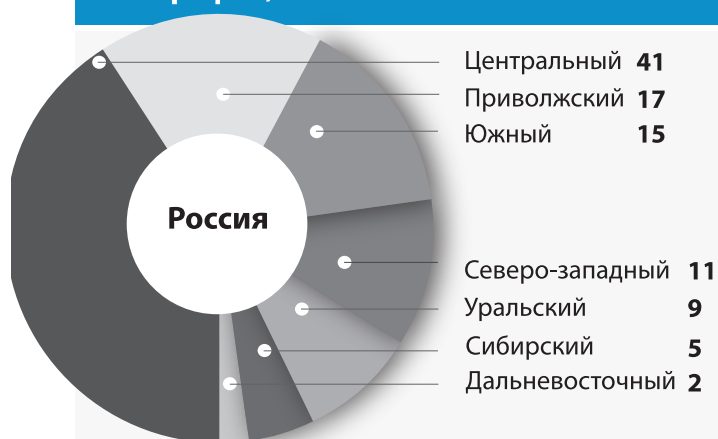 Центральный 41
Приволжский 17
Южный 15
Россия
Северо-западный 11
Уральский 9
Сибирский 5
Дальневосточный 2